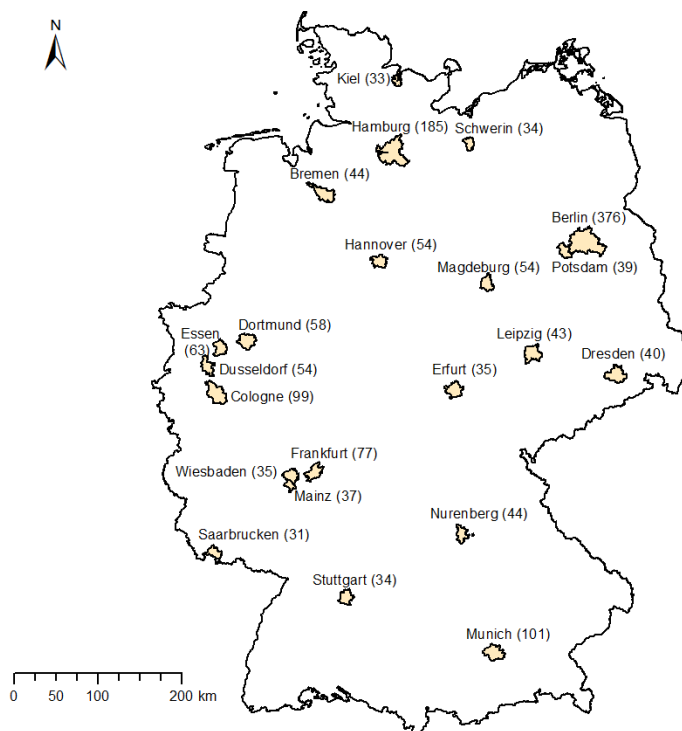 N
Kiel (33)
Hamburg (185)
Schwerin (34)
Bremen (44)
Berlin (376)
Hannover (54)
Potsdam (39)
Magdeburg (54)
Dortmund (58)
Essen
(63)
Leipzig (43)
Dusseldorf (54)
Erfurt (35)
Dresden (40)
Cologne (99)
Frankfurt (77)
Wiesbaden (35)
Mainz (37)
Nurenberg (44)
Saarbrucken (31)
Stuttgart (34)
Munich (101)
0 50 100 200 km